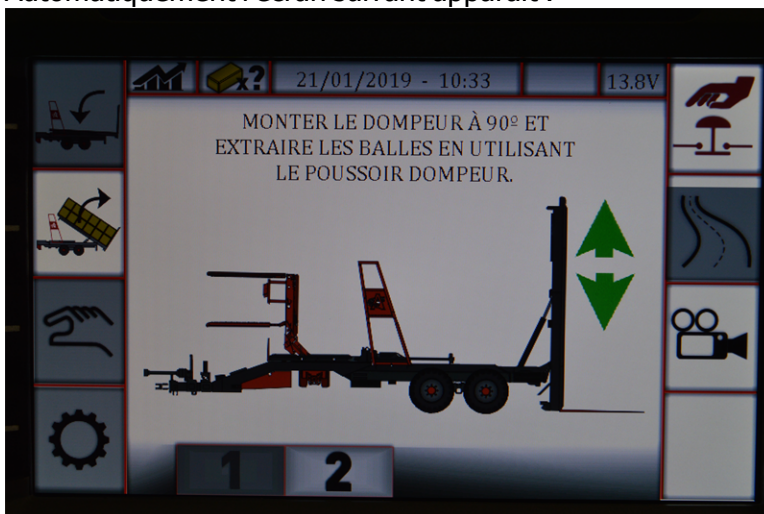 Automatiquement l'écran suivant apparaît :
x?
21/01/2019 - 10:33
13.8V
MONTER LE DOMPEUR À 90º ET
EXTRAIRE LES BALLES EN UTILISANT
LE POUSSOIR DOMPEUR.
1
2